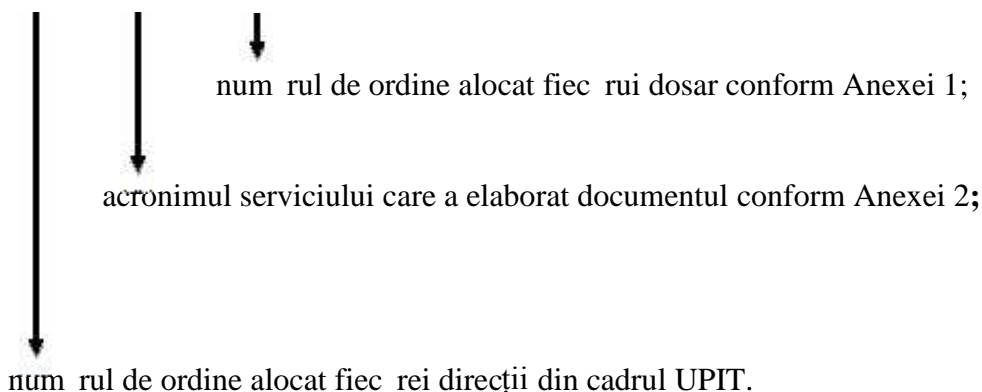 num rul de ordine alocat fiec rui dosar conform Anexei 1;
acronimul serviciului care a elaborat documentul conform Anexei 2;
num rul de ordine alocat fiec rei direcții din cadrul UPIT.